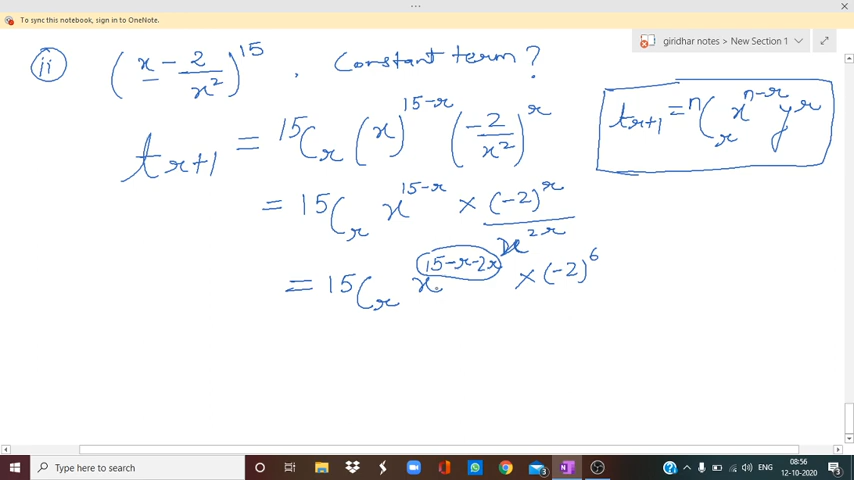 To sync this notebook, sign in to OneNote.
giridhar notes > New Section 1
ii (x - 2/x²)^15 , Constant term ?
t_{r+1} = ^nC_r x^{n-r} y^r
t_{r+1} = 15C_r (x)^{15-r} (-2/x²)^r
= 15C_r x^{15-r} × (-2)^r/x^{2r}
= 15C_r x^{15-r-2r} × (-2)^6
Type here to search
ENG
08:56
12-10-2020
3